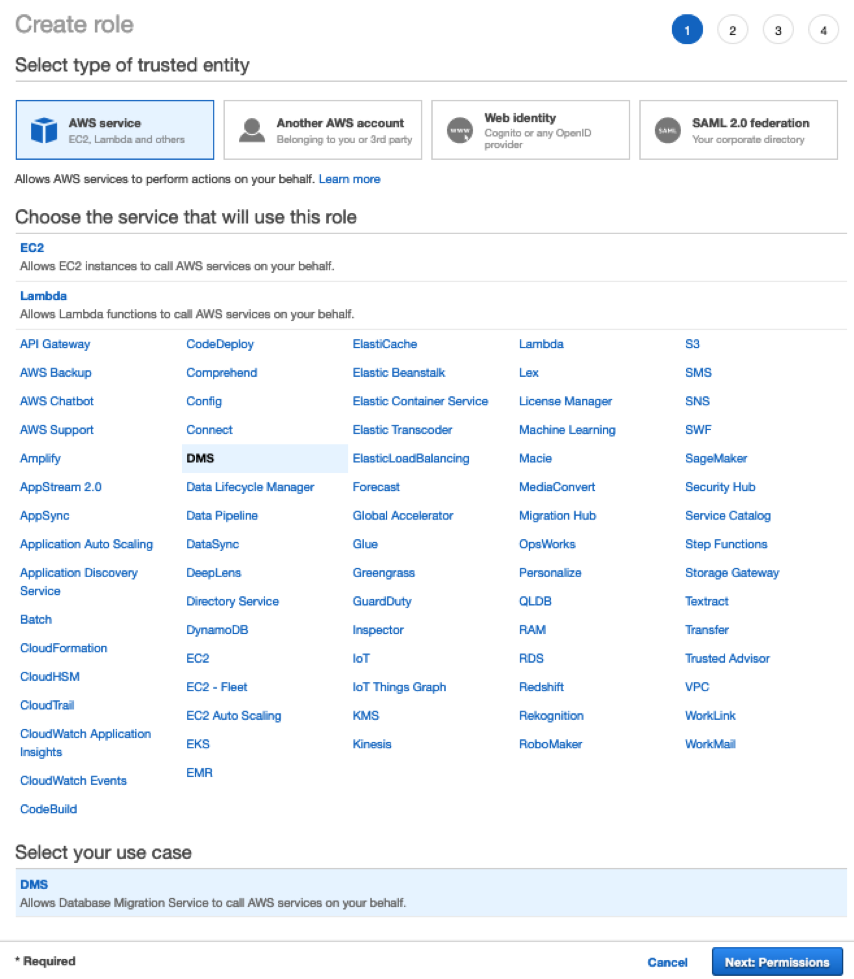 Create role
1 2 3 4
Select type of trusted entity
AWS service
EC2, Lambda and others
Another AWS account
Belonging to you or 3rd party
www
Web identity
Cognito or any OpenID
provider
SAML
SAML 2.0 federation
Your corporate directory
Allows AWS services to perform actions on your behalf. Learn more
Choose the service that will use this role
EC2
Allows EC2 instances to call AWS services on your behalf.
Lambda
Allows Lambda functions to call AWS services on your behalf.
API Gateway
AWS Backup
AWS Chatbot
AWS Support
Amplify
AppStream 2.0
AppSync
Application Auto Scaling
Application Discovery
Service
Batch
CloudFormation
CloudHSM
CloudTrail
CloudWatch Application
Insights
CloudWatch Events
CodeBuild
CodeDeploy
Comprehend
Config
Connect
DMS
Data Lifecycle Manager
Data Pipeline
DataSync
DeepLens
Directory Service
DynamoDB
EC2
EC2 - Fleet
EC2 Auto Scaling
EKS
EMR
ElastiCache
Elastic Beanstalk
Elastic Container Service
Elastic Transcoder
ElasticLoadBalancing
Forecast
Global Accelerator
Glue
Greengrass
GuardDuty
Inspector
IoT
IoT Things Graph
KMS
Kinesis
Lambda
Lex
License Manager
Machine Learning
Macie
MediaConvert
Migration Hub
OpsWorks
Personalize
QLDB
RAM
RDS
Redshift
Rekognition
RoboMaker
S3
SMS
SNS
SWF
SageMaker
Security Hub
Service Catalog
Step Functions
Storage Gateway
Textract
Transfer
Trusted Advisor
VPC
WorkLink
WorkMail
Select your use case
DMS
Allows Database Migration Service to call AWS services on your behalf.
* Required
Cancel
Next: Permissions